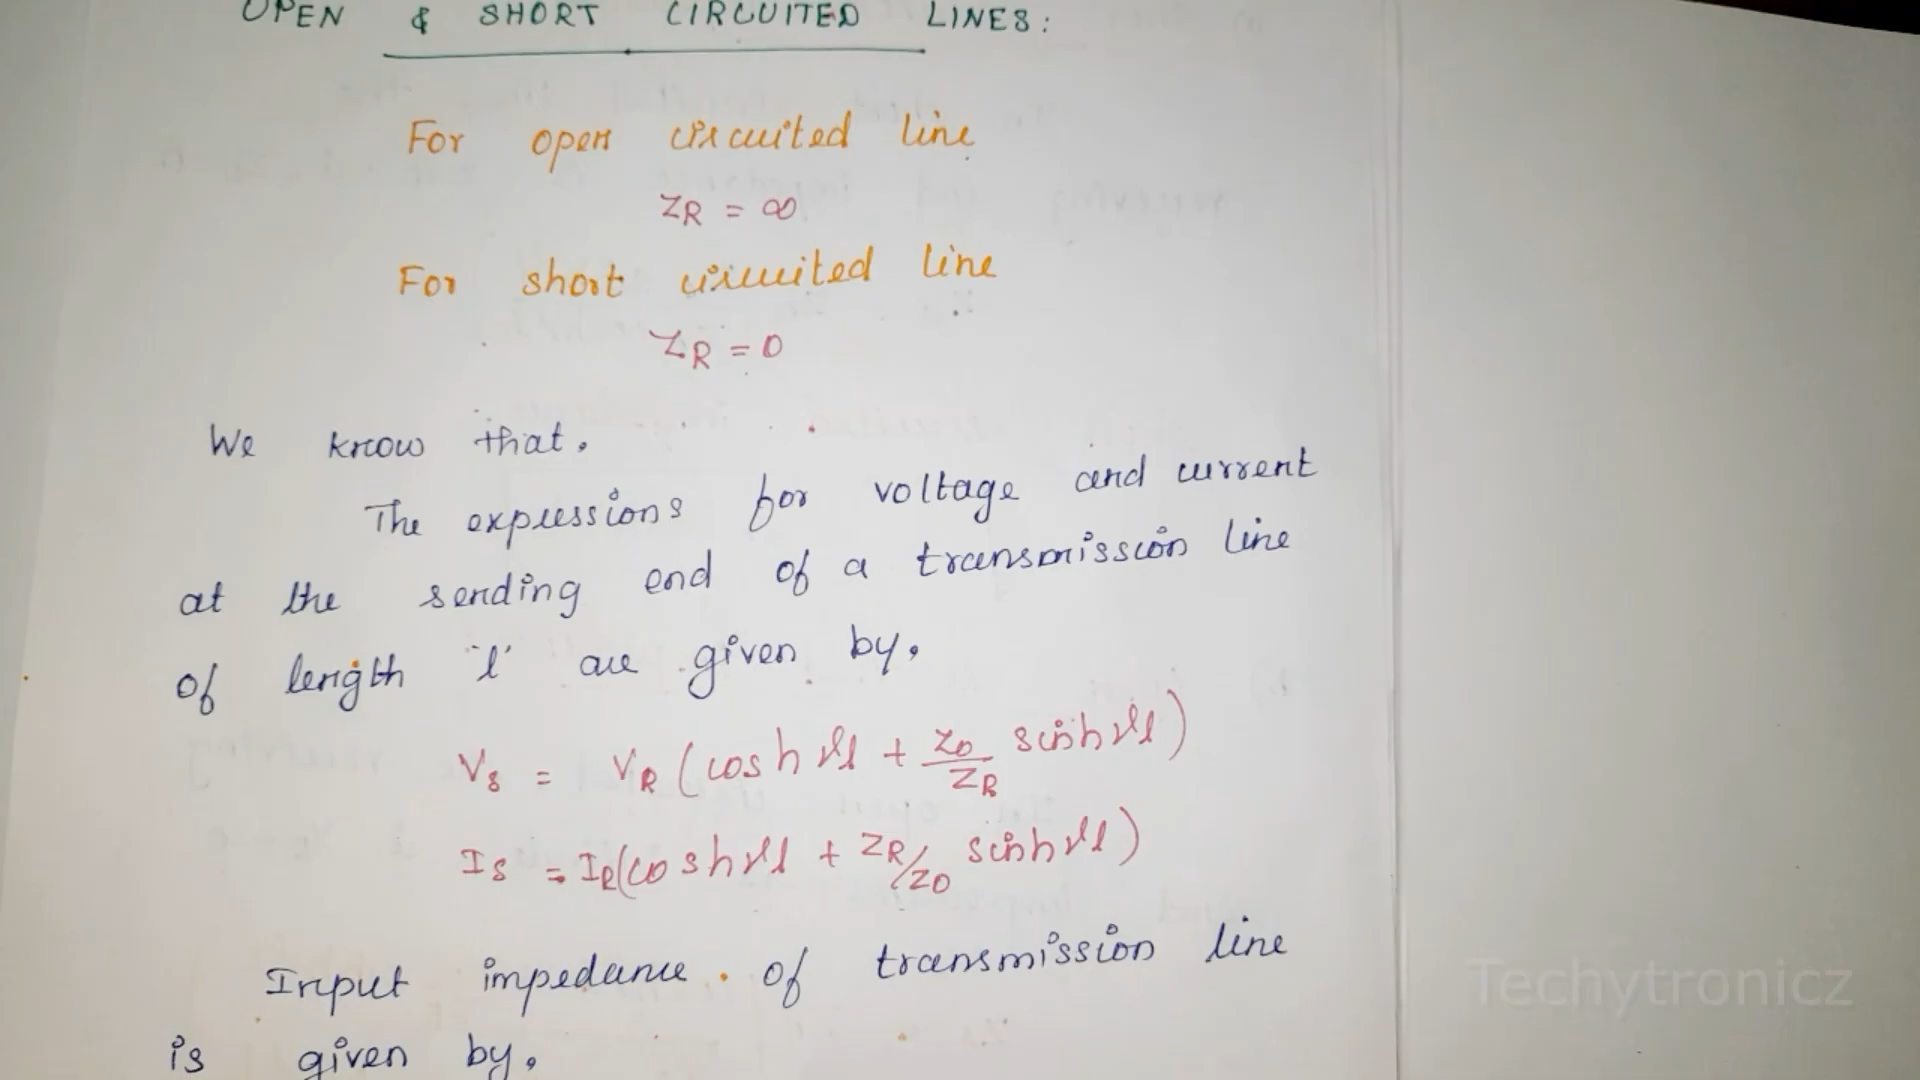 OPEN & SHORT CIRCUITED LINES:
For open circuited line
ZR = ∞
For short circuited line
ZR = 0
We know that,
The expressions for voltage and current
at the sending end of a transmission line
of length 'l' are given by,
VS = VR (cosh γl + Z0/ZR sinh γl)
IS = IR (cosh γl + ZR/Z0 sinh γl)
Input impedance of transmission line
is given by,
Techytronicz